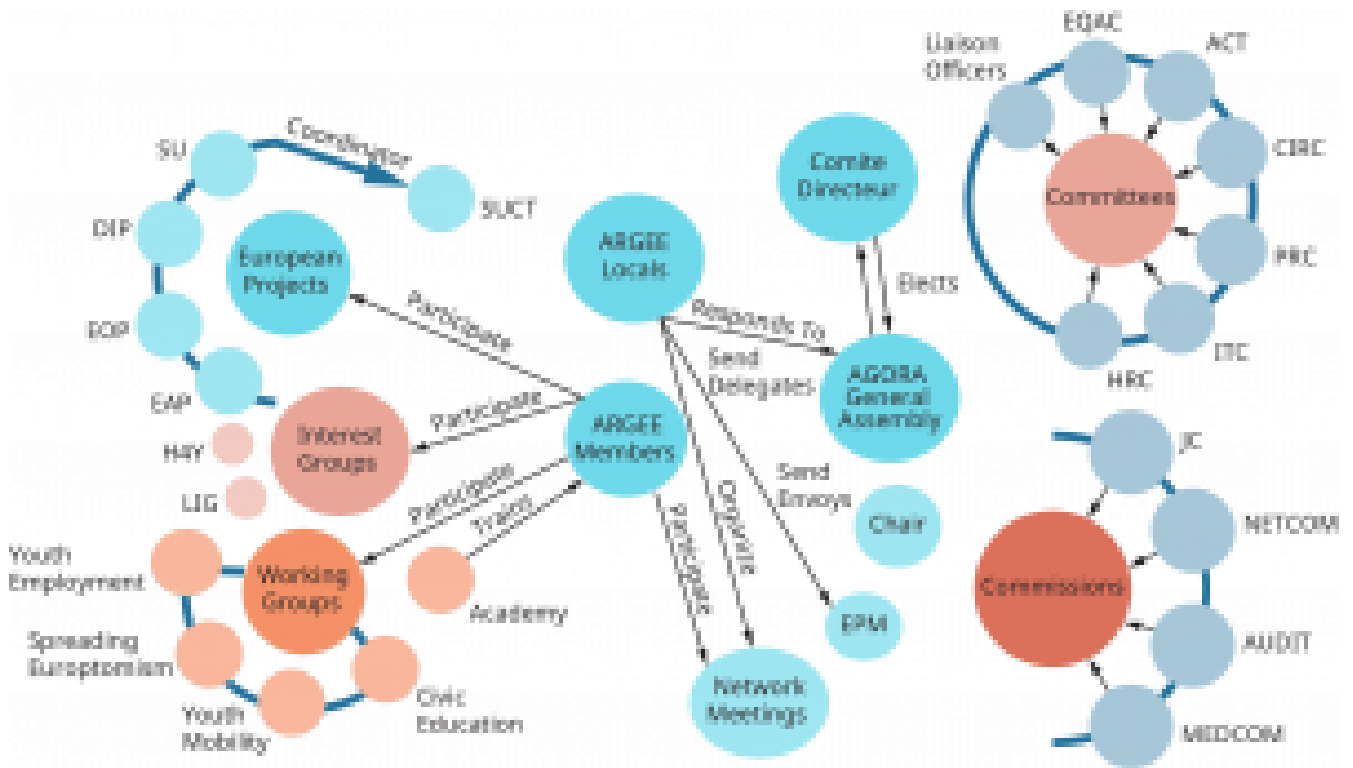 EQAC
Liaison
Officers
ACT
SU
Coordinate
SUCT
Comite
Directeur
CIRC
Committees
DIP
European
Projects
ARGEE
Locals
PRC
Elects
EOP
Participate
Responds To
ITC
Send
Delegates
AGORA
General
Assembly
HRC
EAP
Participate
ARGEE
Members
Interest
Groups
H4Y
JC
LIG
Participate
Trains
Send
Envoys
Organize
Participate
Chair
NETCOM
Youth
Employment
Working
Groups
Academy
Commissions
EPM
AUDIT
Spreading
Europtomism
Civic
Education
Network
Meetings
Youth
Mobility
MEDCOM